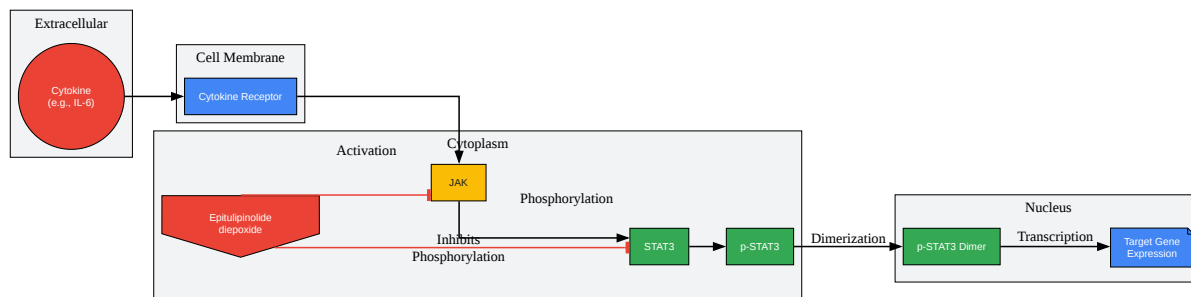 Extracellular
Cytokine
(e.g., IL-6)
Cell Membrane
Cytokine Receptor
Cytoplasm
Activation
JAK
Phosphorylation
Epitulipinolide
diepoxide
Inhibits
Phosphorylation
STAT3
p-STAT3
Dimerization
Nucleus
p-STAT3 Dimer
Transcription
Target Gene
Expression